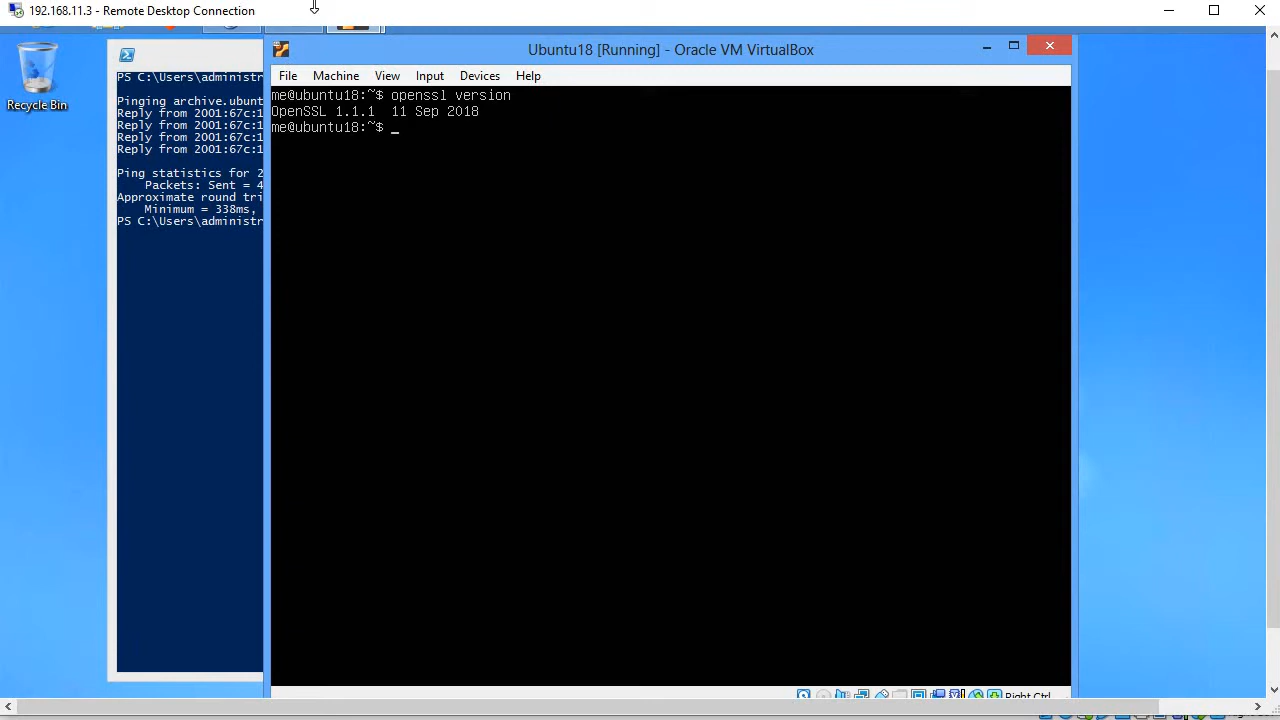 192.168.11.3 - Remote Desktop Connection
Recycle Bin
PS C:\Users\administr
Pinging archive.ubunt
Reply from 2001:67c:1
Reply from 2001:67c:1
Reply from 2001:67c:1
Reply from 2001:67c:1
Ping statistics for 2
Packets: Sent = 4
Approximate round tri
Minimum = 338ms,
PS C:\Users\administr
Ubuntu18 [Running] - Oracle VM VirtualBox
File Machine View Input Devices Help
me@ubuntu18:~$ openssl version
OpenSSL 1.1.1  11 Sep 2018
me@ubuntu18:~$ _
Right Ctrl